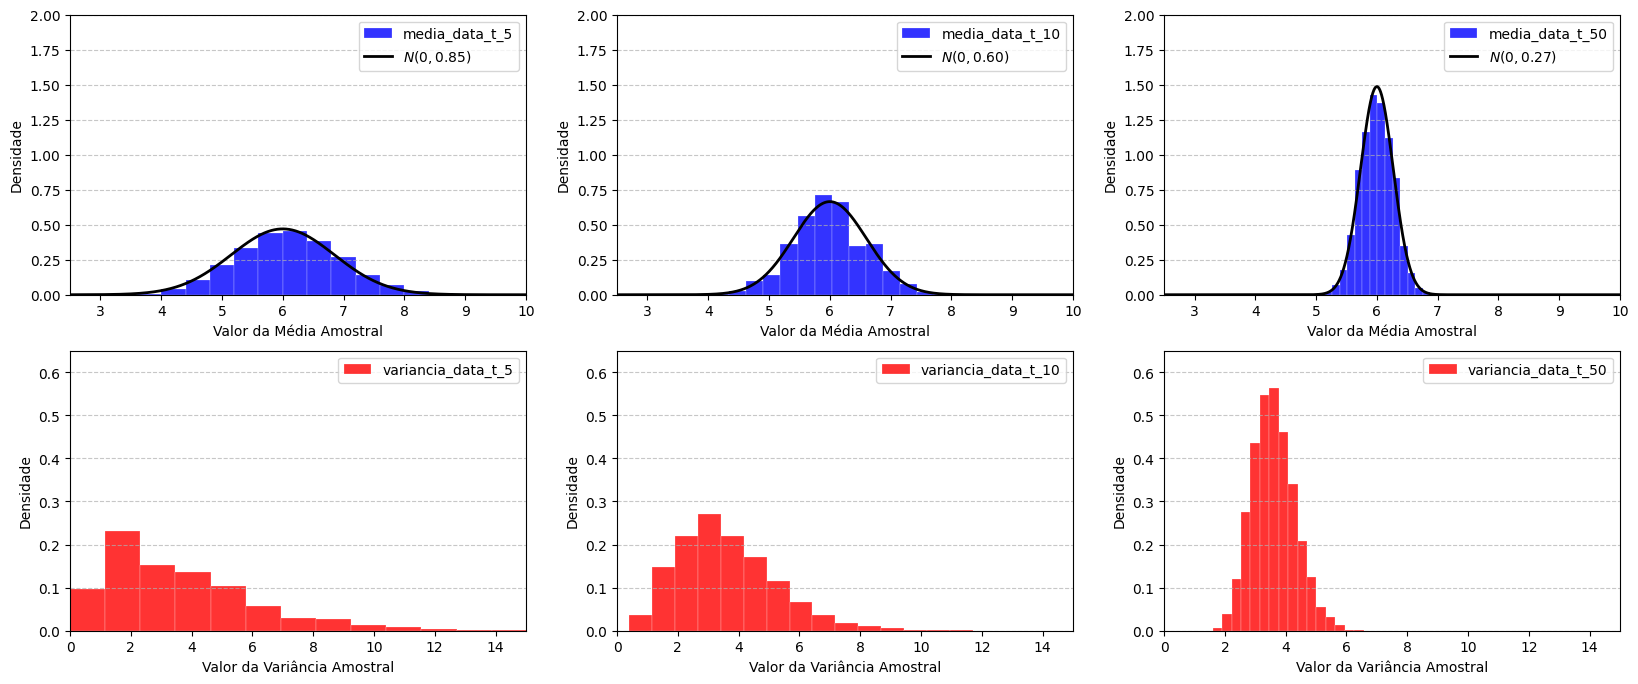 2.00
1.75
1.50
1.25
1.00
0.75
0.50
0.25
0.00
Densidade
media_data_t_5
N(0, 0.85)
3 4 5 6 7 8 9 10
Valor da Média Amostral
2.00
1.75
1.50
1.25
1.00
0.75
0.50
0.25
0.00
Densidade
media_data_t_10
N(0, 0.60)
3 4 5 6 7 8 9 10
Valor da Média Amostral
2.00
1.75
1.50
1.25
1.00
0.75
0.50
0.25
0.00
Densidade
media_data_t_50
N(0, 0.27)
3 4 5 6 7 8 9 10
Valor da Média Amostral
0.6
0.5
0.4
0.3
0.2
0.1
0.0
Densidade
variancia_data_t_5
0 2 4 6 8 10 12 14
Valor da Variância Amostral
0.6
0.5
0.4
0.3
0.2
0.1
0.0
Densidade
variancia_data_t_10
0 2 4 6 8 10 12 14
Valor da Variância Amostral
0.6
0.5
0.4
0.3
0.2
0.1
0.0
Densidade
variancia_data_t_50
0 2 4 6 8 10 12 14
Valor da Variância Amostral